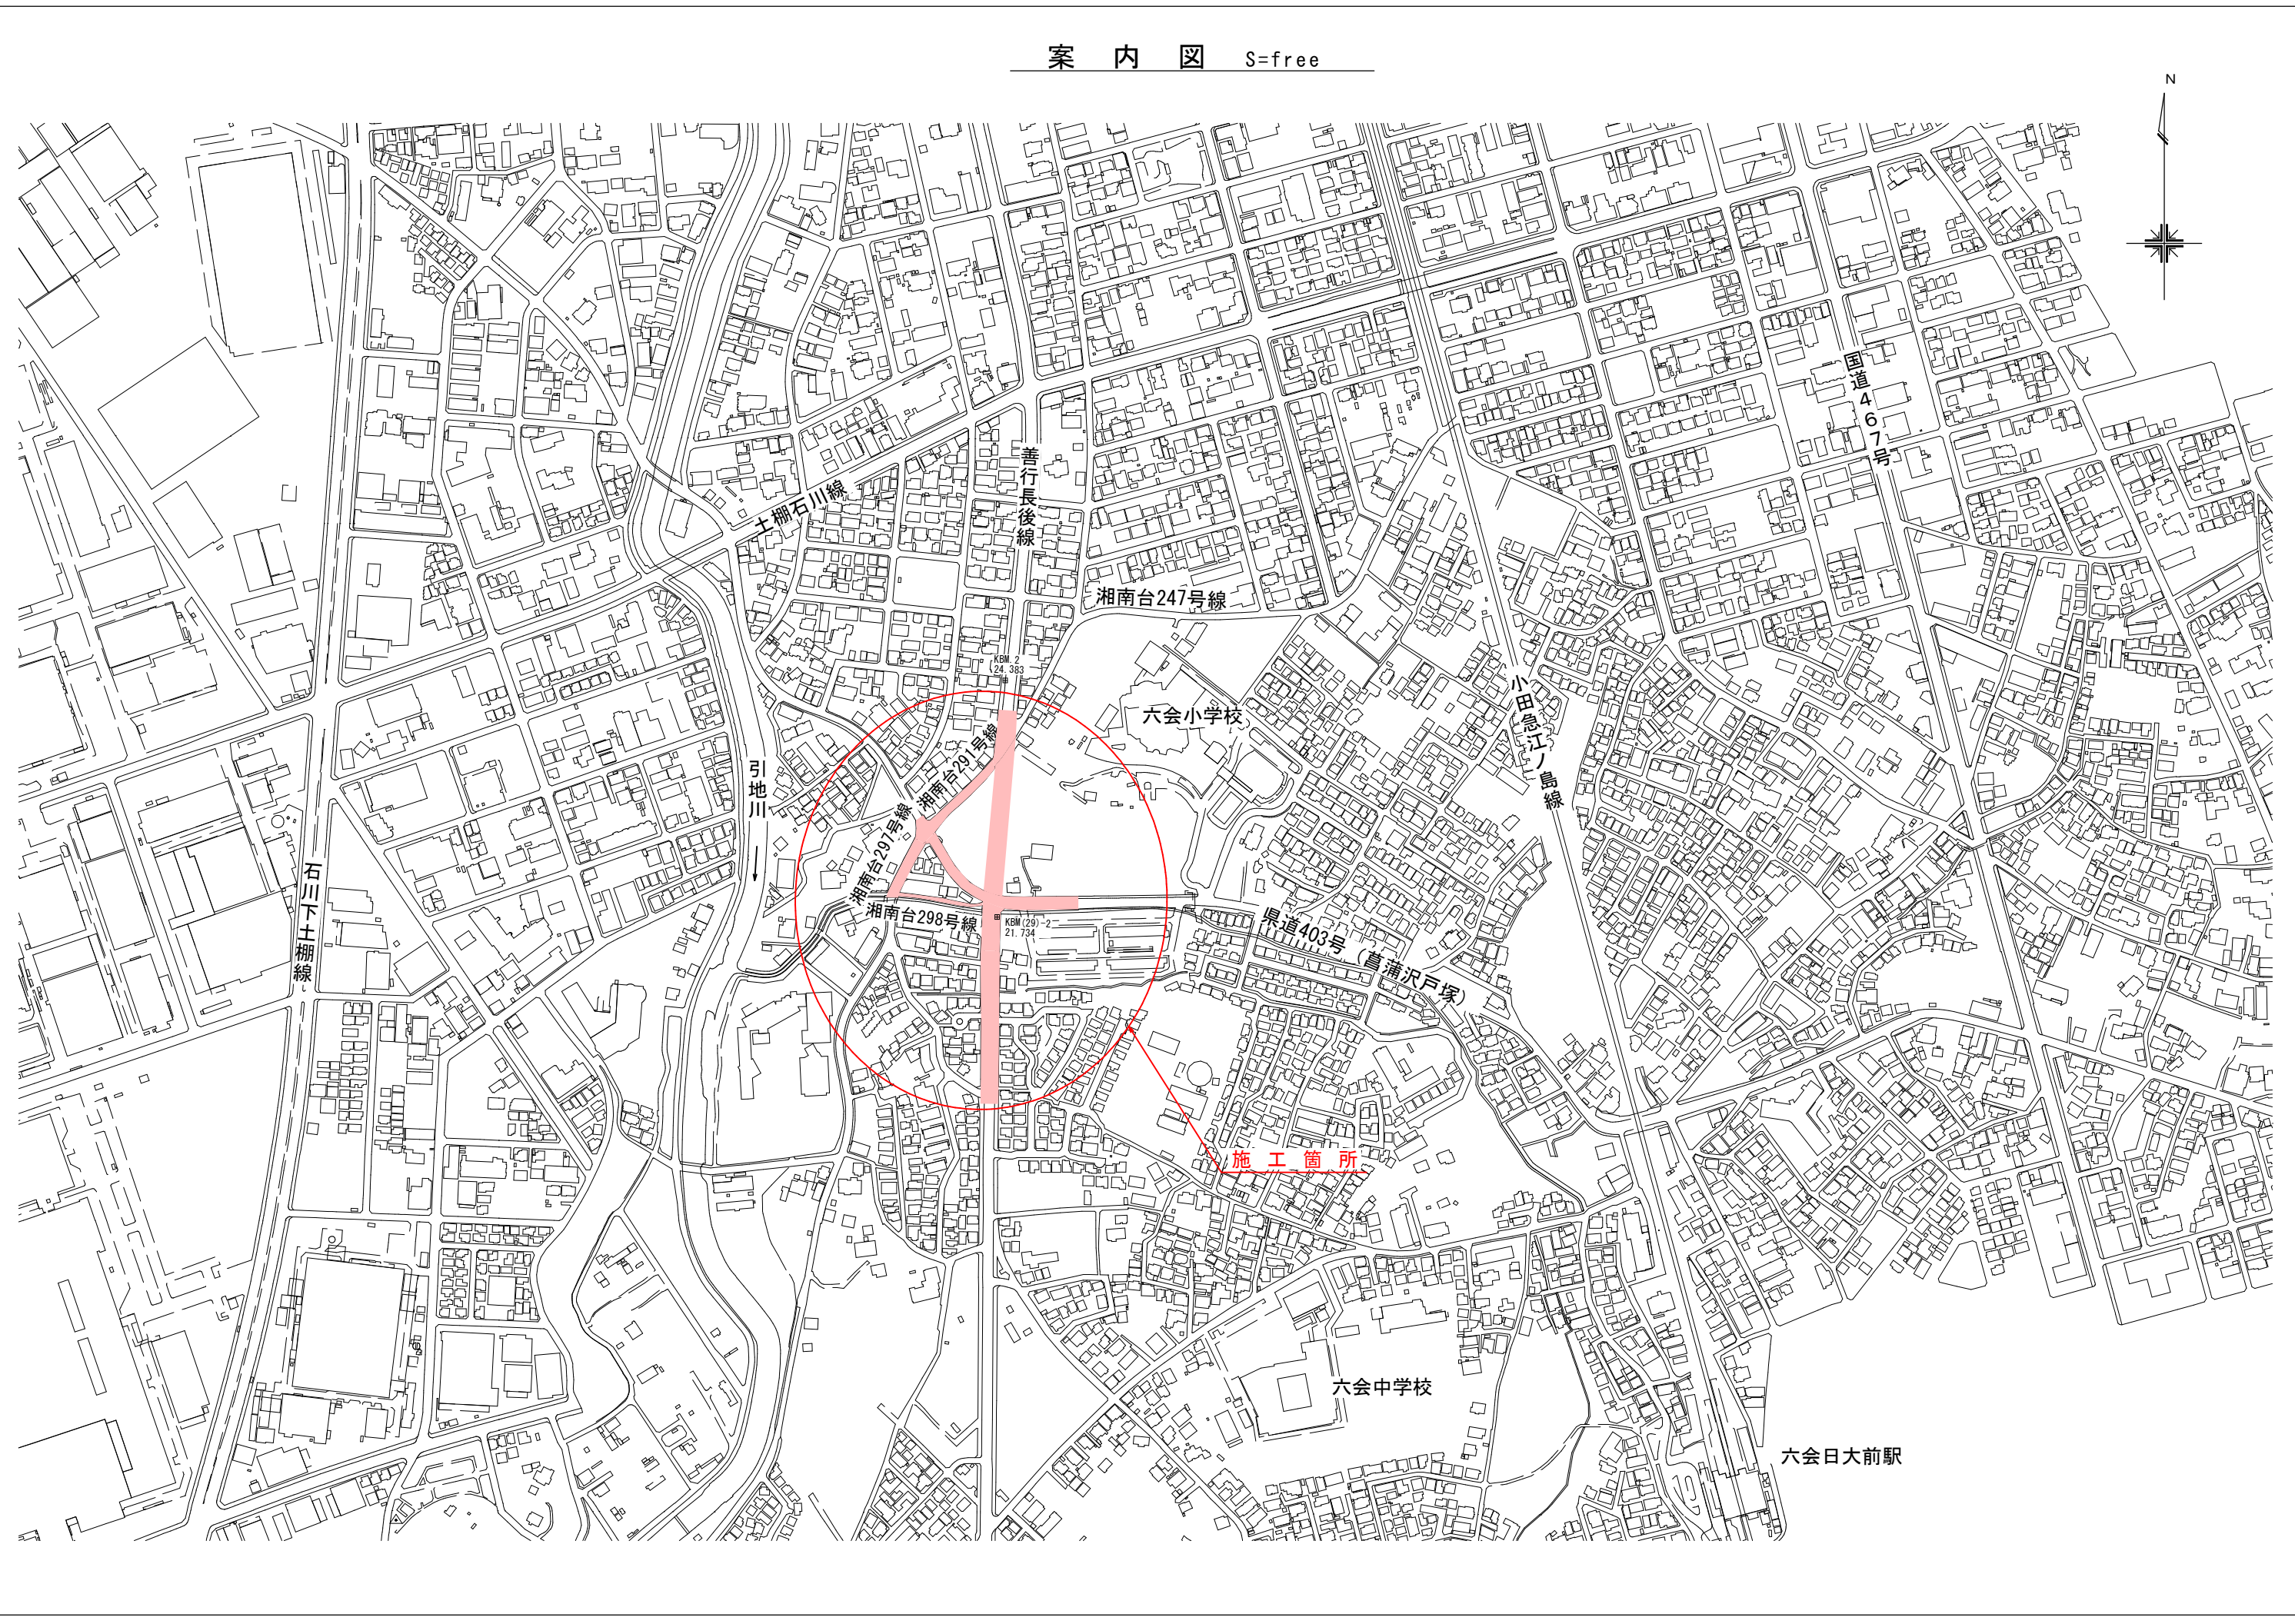 案 内 図 S=free
N
国道467号
善行長後線
土棚石川線
湘南台247号線
KBM.2
24.383
小田急江ノ島線
六会小学校
湘南台297号線
引地川
湘南台297号線
石川下土棚線
湘南台298号線
KBM(29)-2
21.734
県道403号（菖蒲沢戸塚）
施 工 箇 所
六会中学校
六会日大前駅